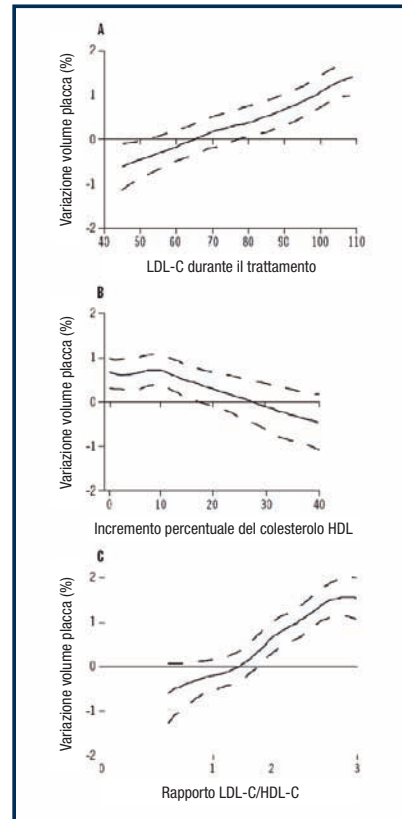 A
Variazione volume placca (%)
2
1
0
-1
-2
40 50 60 70 80 90 100 110
LDL-C durante il trattamento
B
Variazione volume placca (%)
2
1
0
-1
-2
0 10 20 30 40
Incremento percentuale del colesterolo HDL
C
Variazione volume placca (%)
2
1
0
-1
-2
0 1 2 3
Rapporto LDL-C/HDL-C